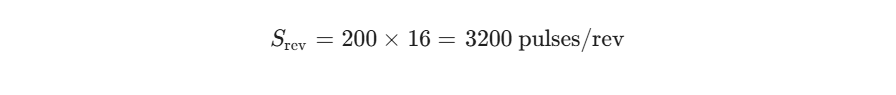 S_rev = 200 × 16 = 3200 pulses/rev